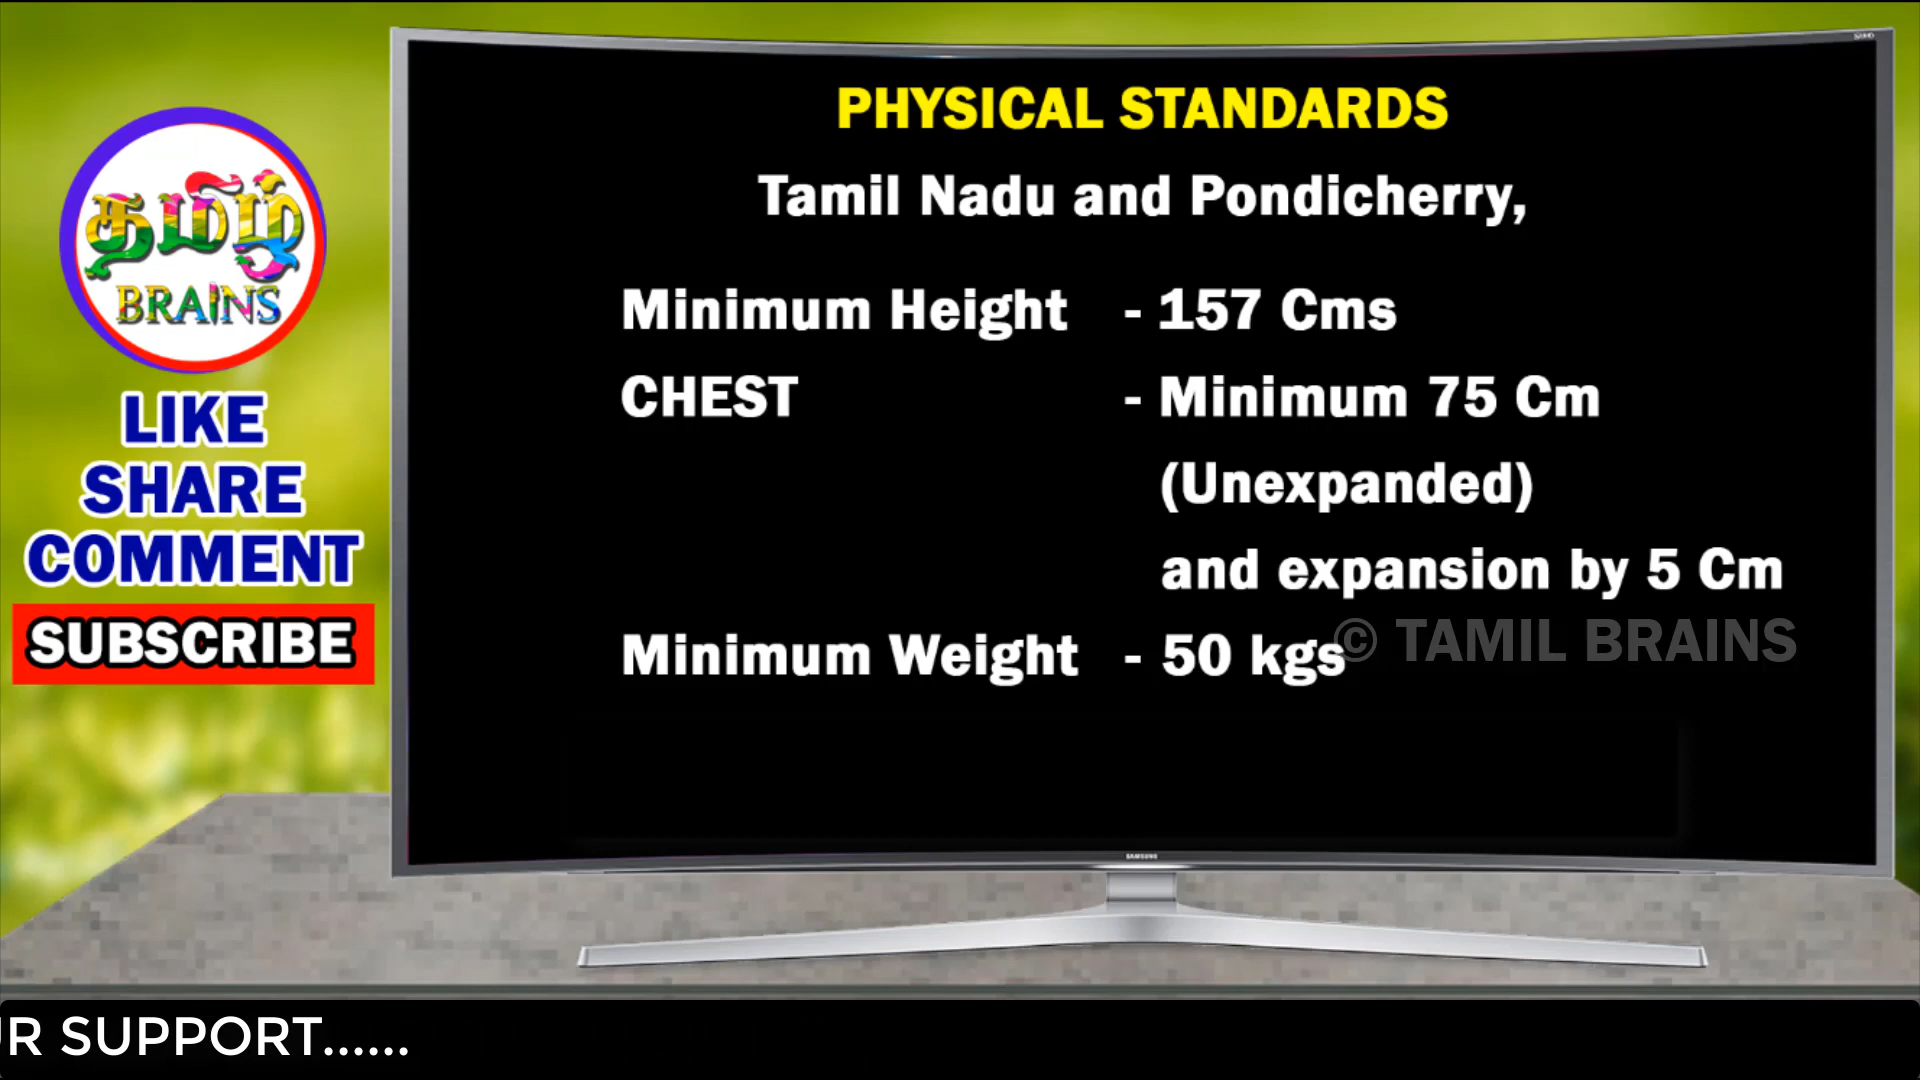 தமிழ்
BRAINS
LIKE
SHARE
COMMENT
SUBSCRIBE
PHYSICAL STANDARDS
Tamil Nadu and Pondicherry,
Minimum Height - 157 Cms
CHEST - Minimum 75 Cm
(Unexpanded)
and expansion by 5 Cm
Minimum Weight - 50 kgs
© TAMIL BRAINS
SAMSUNG
R SUPPORT......